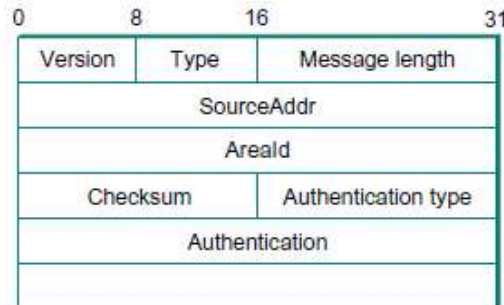 0 8 16 31
Version Type Message length
SourceAddr
AreaId
Checksum Authentication type
Authentication